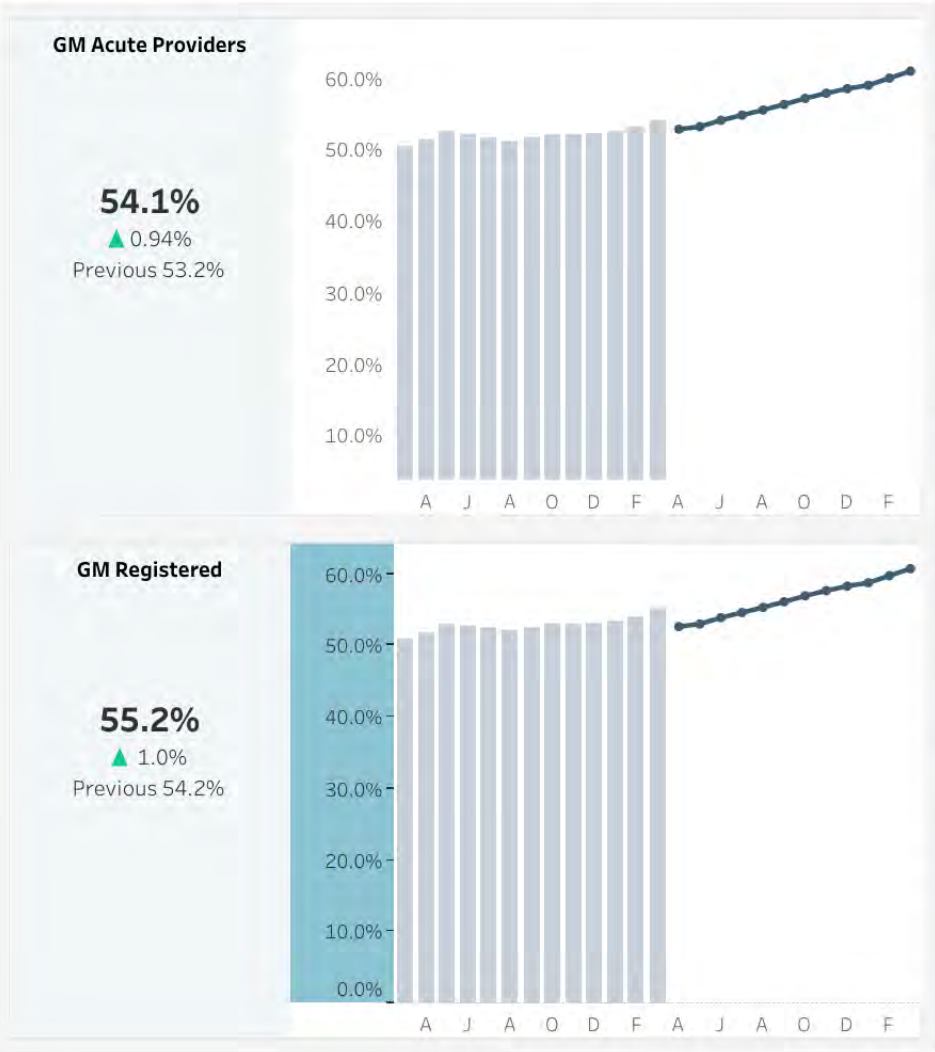 GM Acute Providers
54.1%
▲ 0.94%
Previous 53.2%
60.0%
50.0%
40.0%
30.0%
20.0%
10.0%
A J A O D F A J A O D F
GM Registered
55.2%
▲ 1.0%
Previous 54.2%
60.0%
50.0%
40.0%
30.0%
20.0%
10.0%
0.0%
A J A O D F A J A O D F